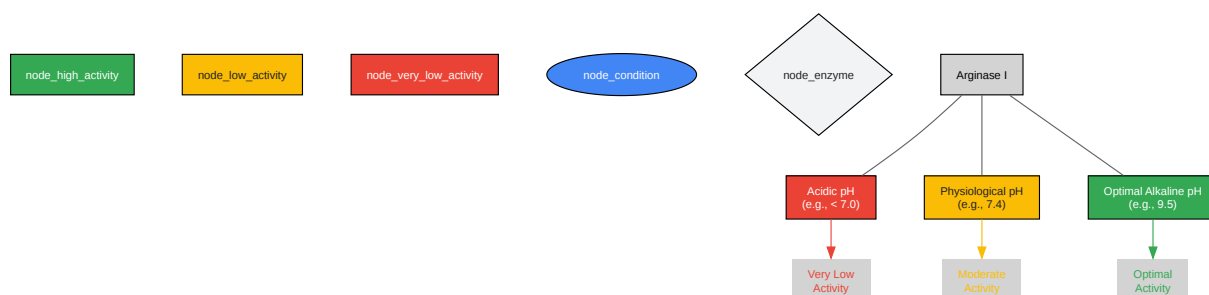 node_high_activity
node_low_activity
node_very_low_activity
node_condition
node_enzyme
Arginase I
Acidic pH
(e.g., < 7.0)
Physiological pH
(e.g., 7.4)
Optimal Alkaline pH
(e.g., 9.5)
Very Low
Activity
Moderate
Activity
Optimal
Activity